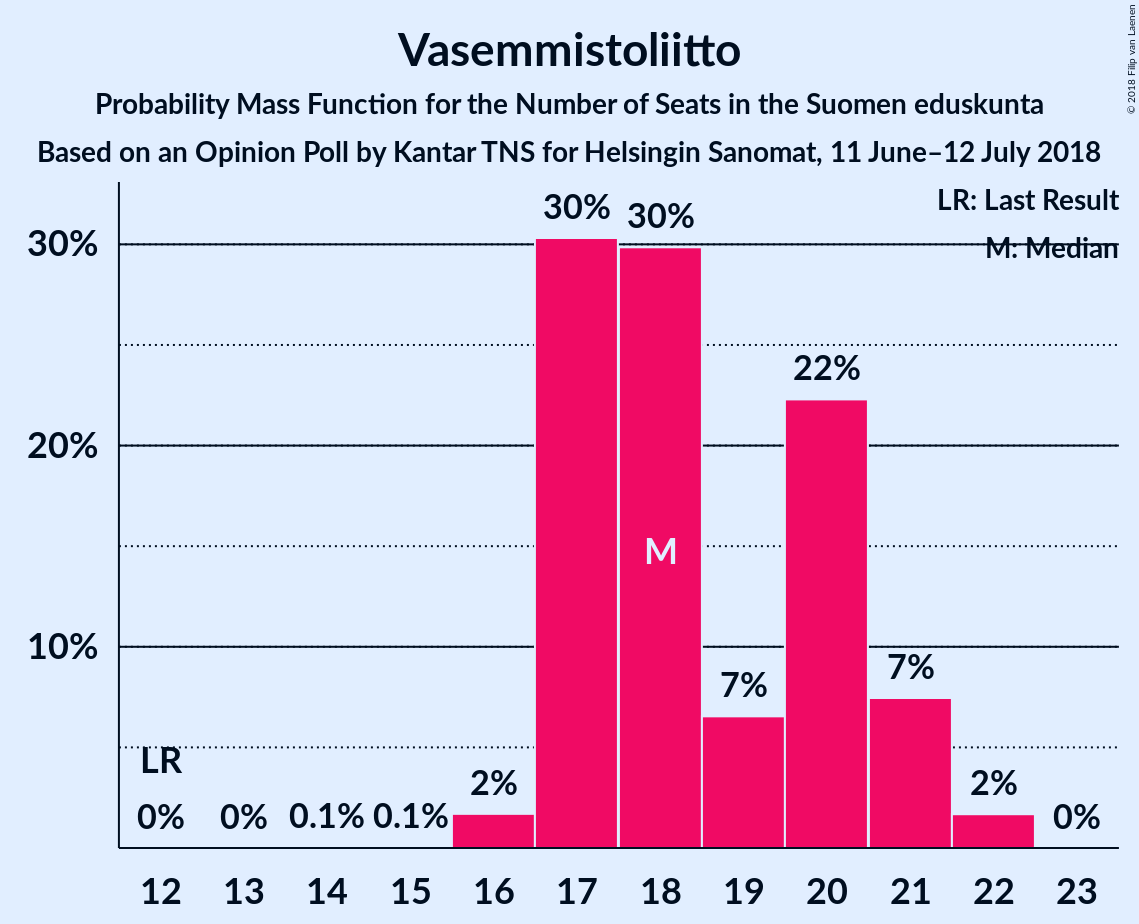 Vasemmistoliitto
Probability Mass Function for the Number of Seats in the Suomen eduskunta
Based on an Opinion Poll by Kantar TNS for Helsingin Sanomat, 11 June–12 July 2018
© 2018 Filip van Laenen
LR: Last Result
M: Median
30%
20%
10%
LR
0% 0% 0.1% 0.1% 2% 30% 30% 7% 22% 7% 2% 0%
M
12 13 14 15 16 17 18 19 20 21 22 23